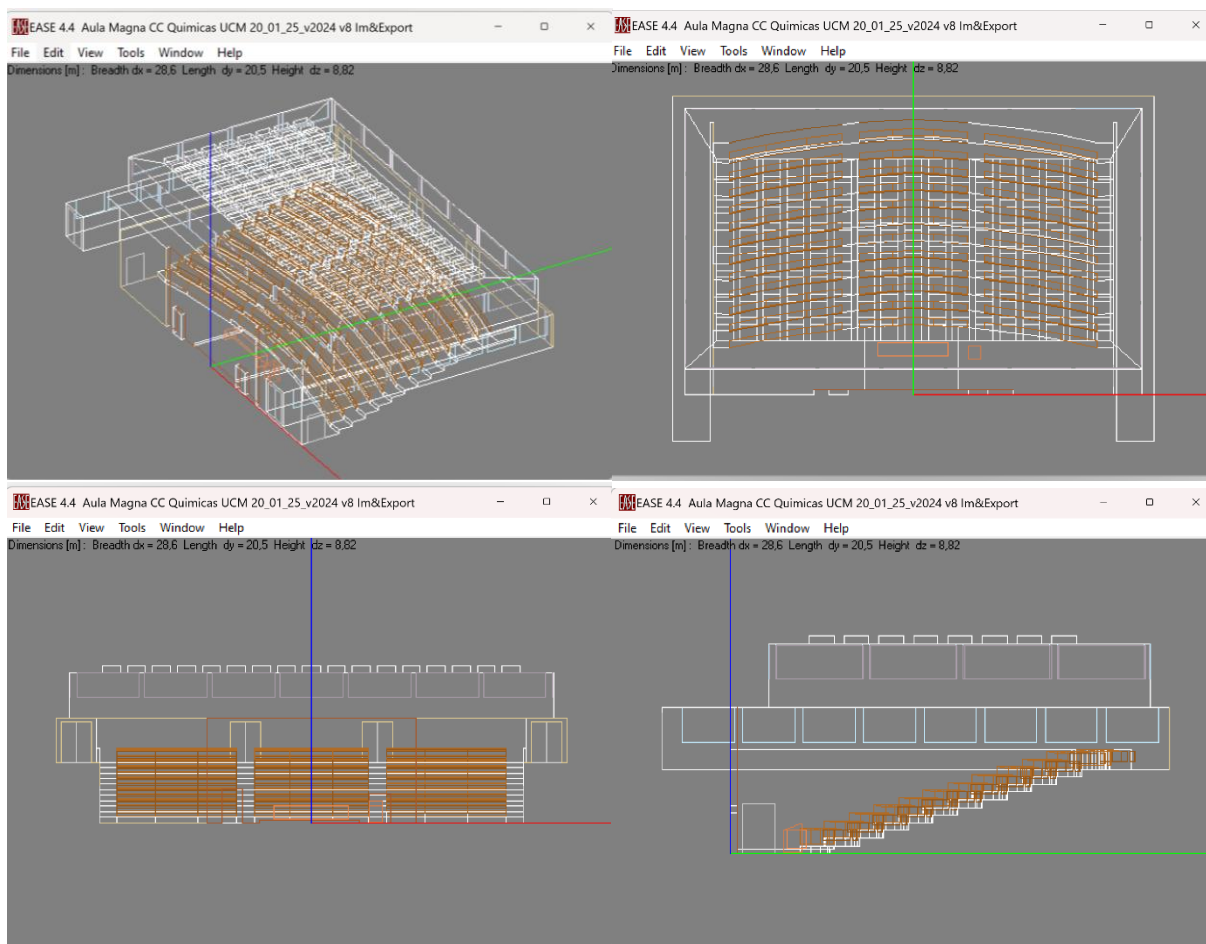 EASE EASE 4.4 Aula Magna CC Quimicas UCM 20_01_25_v2024 v8 Im&Export
File Edit View Tools Window Help
Dimensions [m] : Breadth dx = 28,6 Length dy = 20,5 Height dz = 8,82
EASE EASE 4.4 Aula Magna CC Quimicas UCM 20_01_25_v2024 v8 Im&Export
File Edit View Tools Window Help
Dimensions [m] : Breadth dx = 28,6 Length dy = 20,5 Height dz = 8,82
EASE EASE 4.4 Aula Magna CC Quimicas UCM 20_01_25_v2024 v8 Im&Export
File Edit View Tools Window Help
Dimensions [m] : Breadth dx = 28,6 Length dy = 20,5 Height dz = 8,82
EASE EASE 4.4 Aula Magna CC Quimicas UCM 20_01_25_v2024 v8 Im&Export
File Edit View Tools Window Help
Dimensions [m] : Breadth dx = 28,6 Length dy = 20,5 Height dz = 8,82